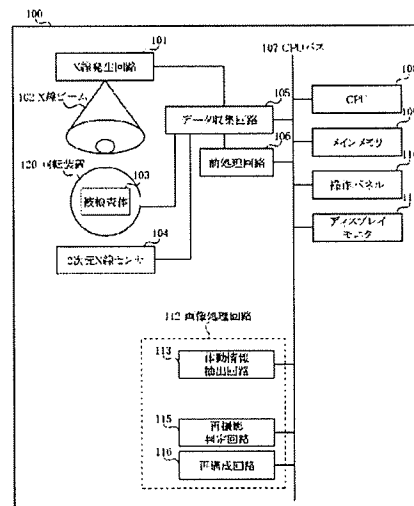 100
101
X線発生回路
102 X線ビーム
107 CPUバス
105
データ収集回路
106
前処理回路
108
CPU
109
メインメモリ
110
操作パネル
111
ディスプレイ
モニタ
120 回転装置
103
被検査体
104
2次元X線センサ
112 画像処理回路
113
体動情報
抽出回路
115
再撮影
判定回路
116
再構成回路